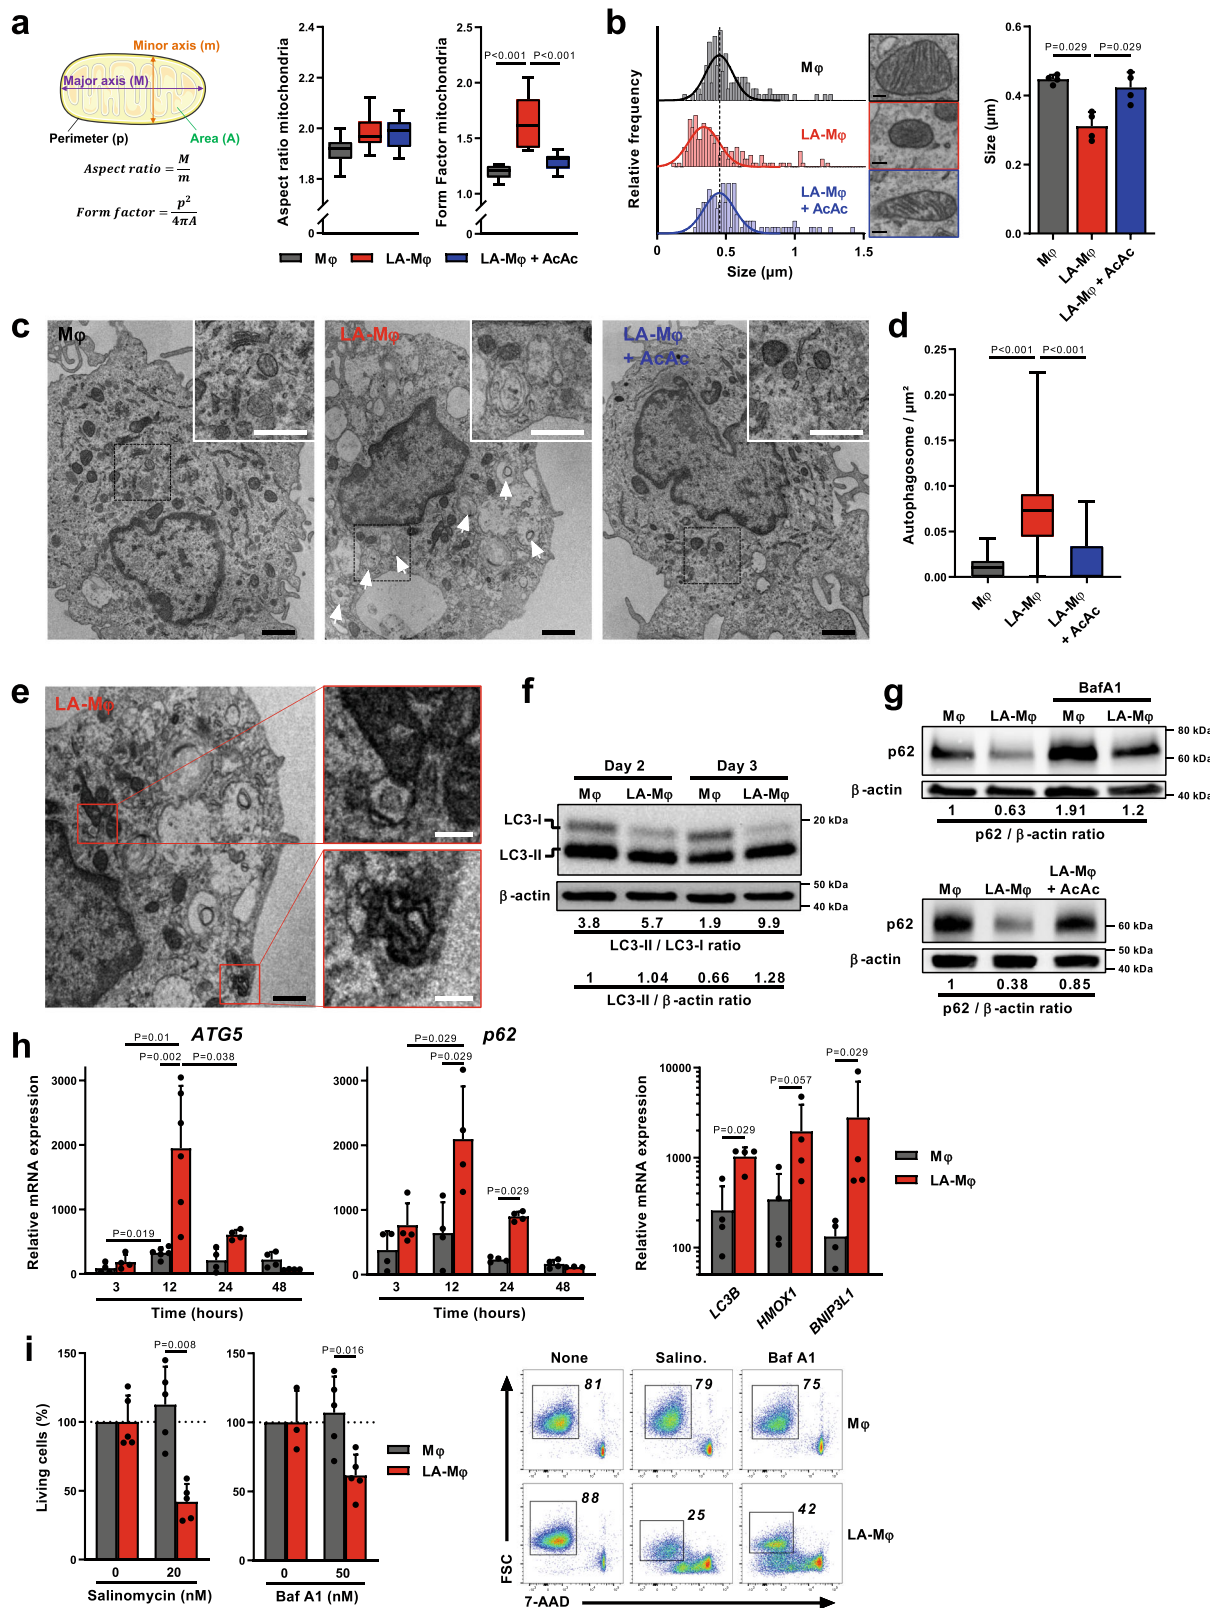 a
Minor axis (m)
Major axis (M)
Perimeter (p)
Area (A)
Aspect ratio = M/m
Form factor = p²/4πA
Aspect ratio mitochondria
2.4
2.2
2.0
1.8
0
Form Factor mitochondria
2.5
2.0
1.5
1.0
0
P<0.001
P<0.001
Mφ
LA-Mφ
LA-Mφ + AcAc
b
Relative frequency
Mφ
LA-Mφ
LA-Mφ
+ AcAc
0
0.5
1
1.5
Size (µm)
Size (µm)
0.6
0.4
0.2
0.0
P=0.029
P=0.029
Mφ
LA-Mφ
LA-Mφ + AcAc
c
Mφ
LA-Mφ
LA-Mφ
+ AcAc
d
Autophagosome / µm²
0.25
0.20
0.15
0.10
0.05
0.00
P<0.001
P<0.001
Mφ
LA-Mφ
LA-Mφ
+ AcAc
e
LA-Mφ
f
Day 2
Day 3
Mφ
LA-Mφ
Mφ
LA-Mφ
LC3-I
LC3-II
20 kDa
β-actin
50 kDa
40 kDa
3.8
5.7
1.9
9.9
LC3-II / LC3-I ratio
1
1.04
0.66
1.28
LC3-II / β-actin ratio
g
BafA1
Mφ
LA-Mφ
Mφ
LA-Mφ
p62
80 kDa
60 kDa
β-actin
40 kDa
1
0.63
1.91
1.2
p62 / β-actin ratio
Mφ
LA-Mφ
LA-Mφ
+ AcAc
p62
60 kDa
β-actin
50 kDa
40 kDa
1
0.38
0.85
p62 / β-actin ratio
h
ATG5
P=0.01
P=0.002
P=0.038
P=0.019
Relative mRNA expression
3000
2000
1000
500
0
3
12
24
48
Time (hours)
p62
P=0.029
P=0.029
P=0.029
3000
2000
1000
500
0
3
12
24
48
Time (hours)
Relative mRNA expression
10000
1000
100
P=0.029
P=0.057
P=0.029
LC3B
HMOX1
BNIP3L1
Mφ
LA-Mφ
i
Living cells (%)
150
100
50
0
P=0.008
0
20
Salinomycin (nM)
150
100
50
0
P=0.016
0
50
Baf A1 (nM)
Mφ
LA-Mφ
None
Salino.
Baf A1
81
79
75
Mφ
88
25
42
LA-Mφ
FSC
7-AAD